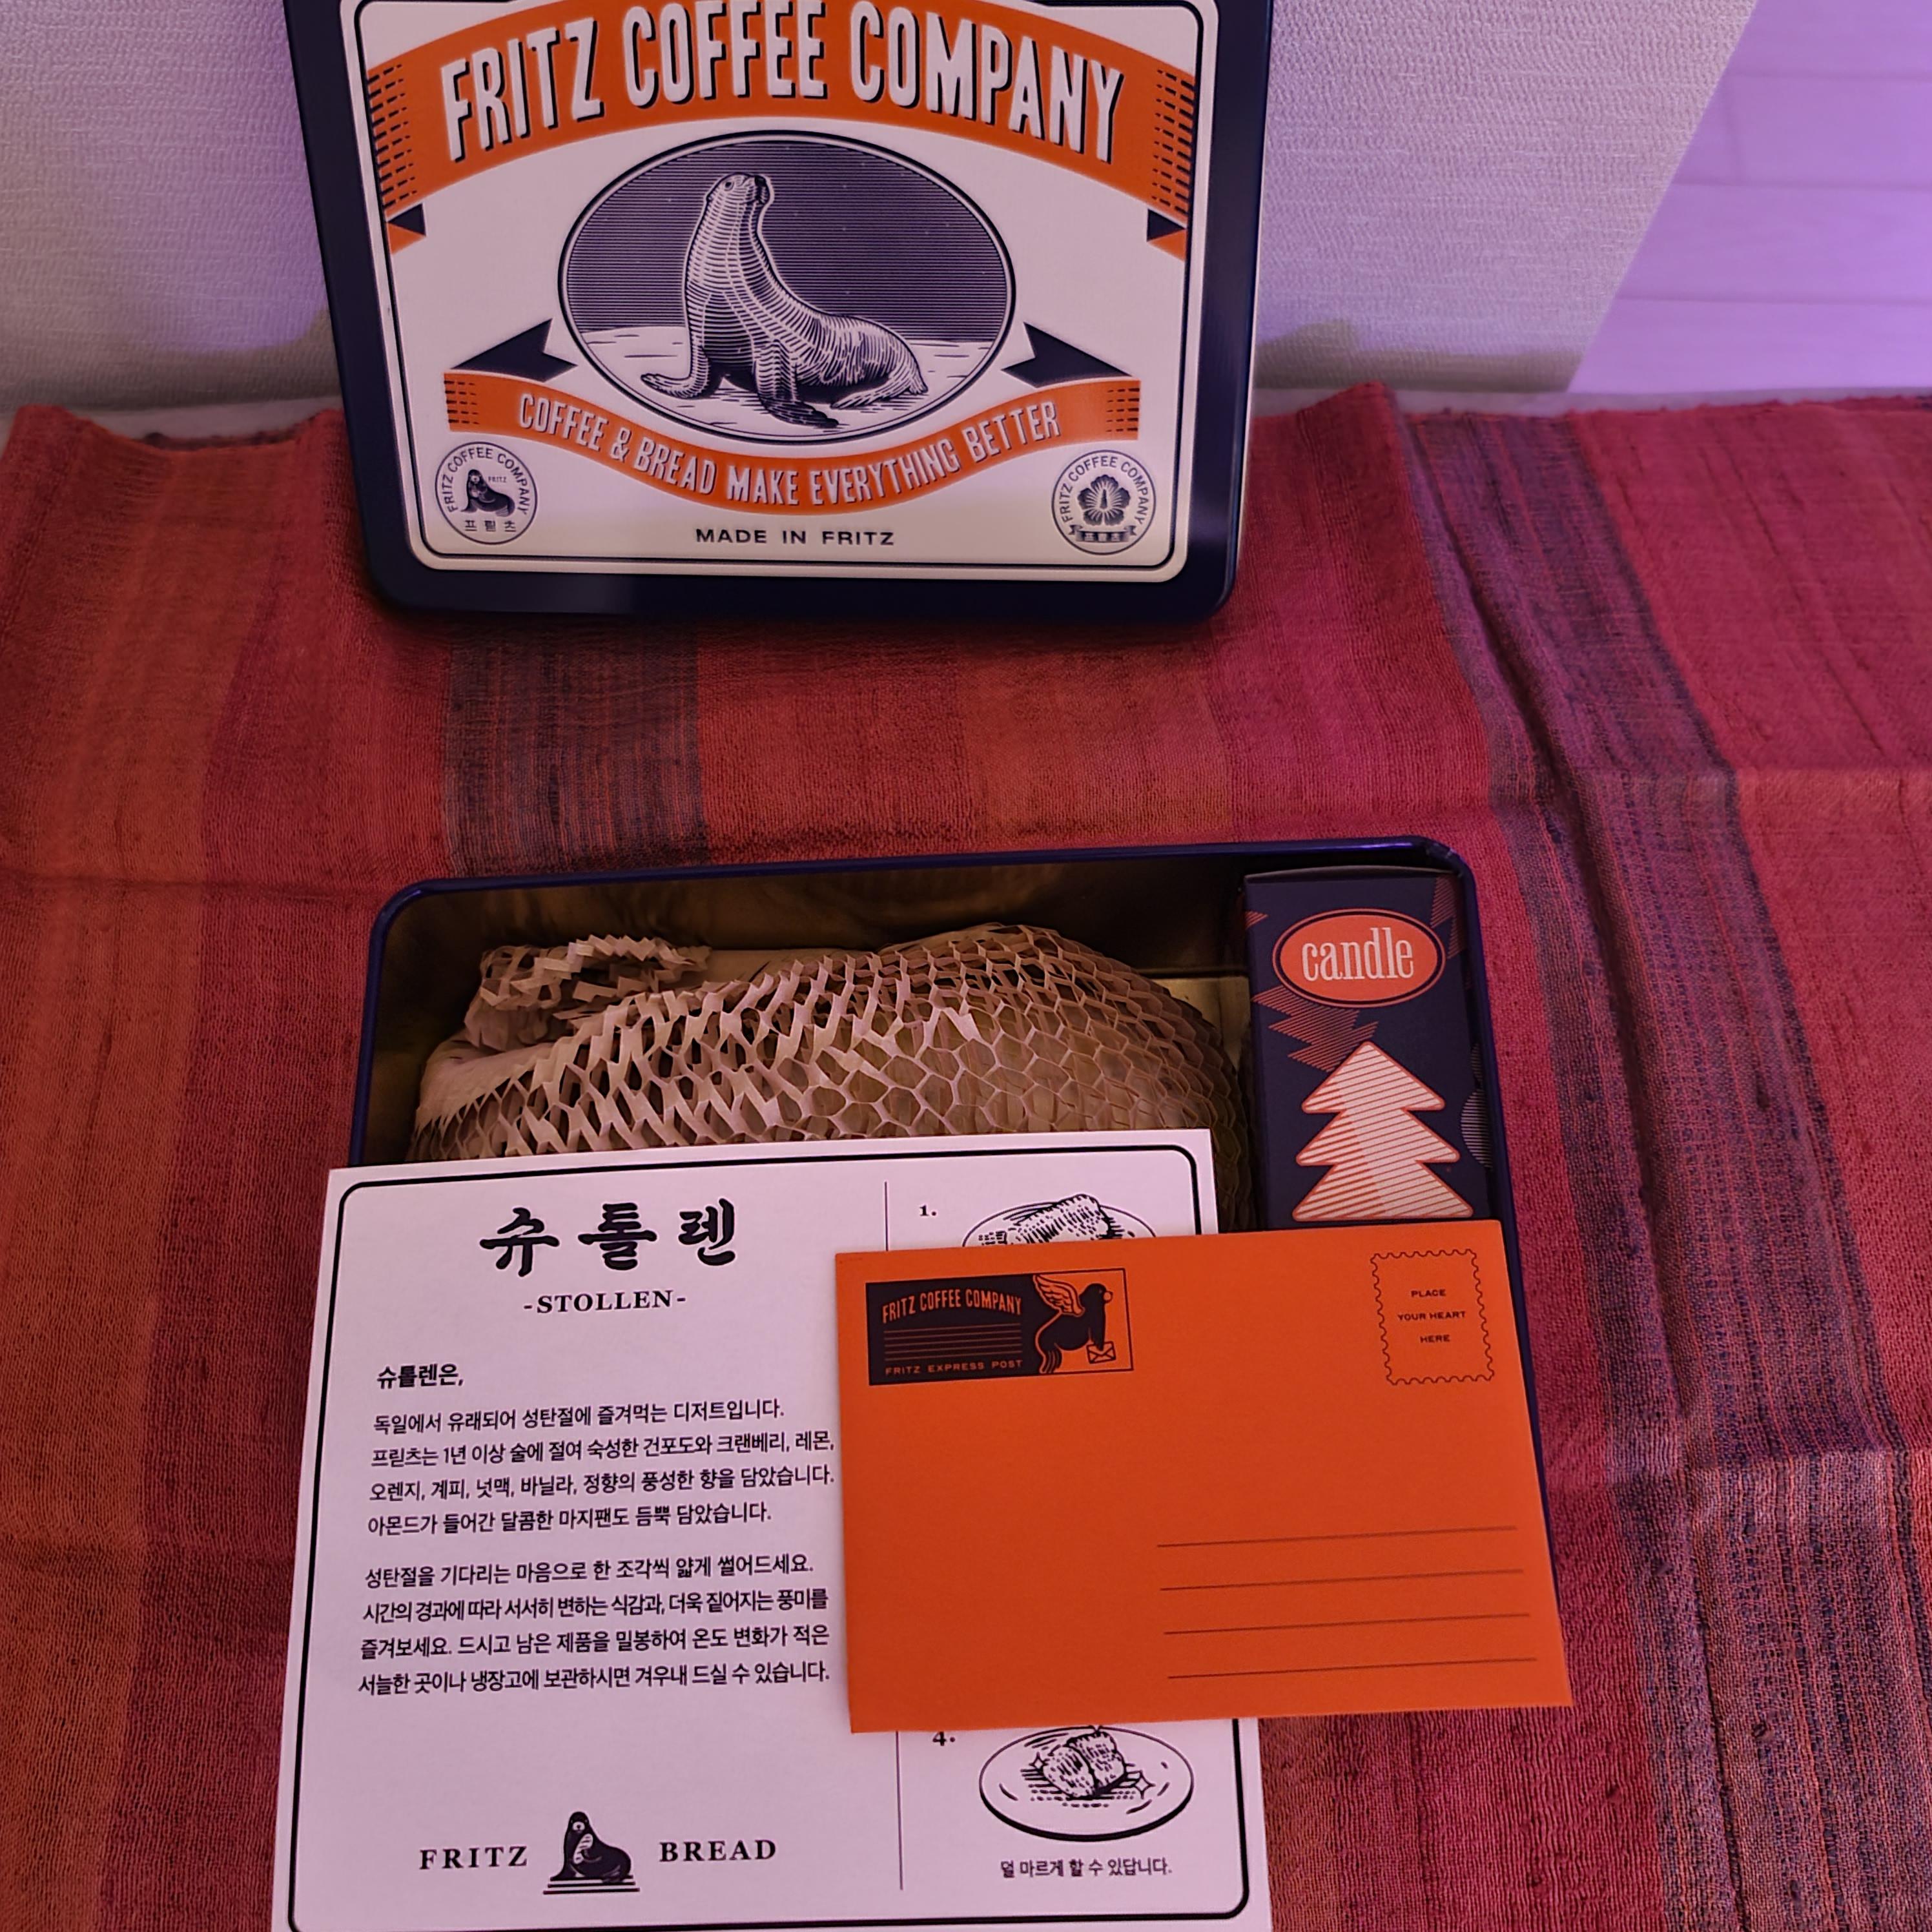 FRITZ COFFEE COMPANY
COFFEE & BREAD MAKE EVERYTHING BETTER
FRITZ COFFEE COMPANY
FRITZ
프릳츠
MADE IN FRITZ
FRITZ COFFEE COMPANY
프릳츠
candle
슈톨렌
-STOLLEN-
슈톨렌은,
독일에서 유래되어 성탄절에 즐겨먹는 디저트입니다.
프릳츠는 1년 이상 술에 절여 숙성한 건포도와 크랜베리, 레몬,
오렌지, 계피, 넛맥, 바닐라, 정향의 풍성한 향을 담았습니다.
아몬드가 들어간 달콤한 마지팬도 듬뿍 담았습니다.
성탄절을 기다리는 마음으로 한 조각씩 얇게 썰어드세요.
시간의 경과에 따라 서서히 변하는 식감과, 더욱 짙어지는 풍미를
즐겨보세요. 드시고 남은 제품을 밀봉하여 온도 변화가 적은
서늘한 곳이나 냉장고에 보관하시면 겨우내 드실 수 있습니다.
FRITZ BREAD
1.
4.
덜 마르게 할 수 있답니다.
FRITZ COFFEE COMPANY
FRITZ EXPRESS POST
PLACE
YOUR HEART
HERE